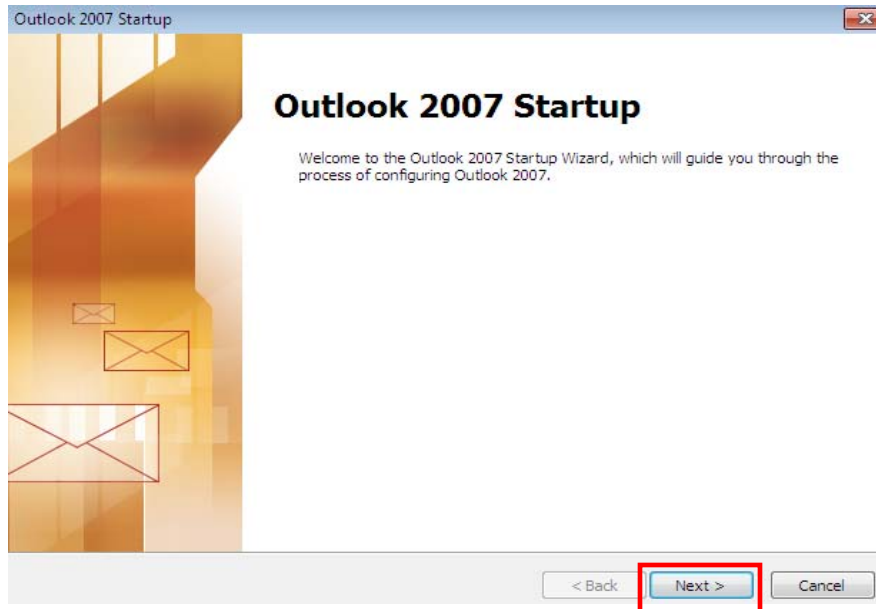 Outlook 2007 Startup
Outlook 2007 Startup
Welcome to the Outlook 2007 Startup Wizard, which will guide you through the
process of configuring Outlook 2007.
< Back Next > Cancel